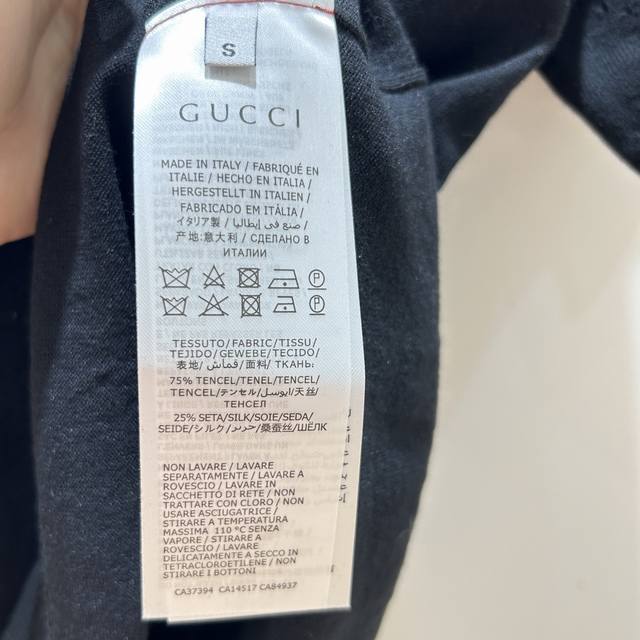 S
GUCCI
MADE IN ITALY / FABRIQUÉ EN
ITALIE / HECHO EN ITALIA /
HERGESTELLT IN ITALIEN /
FABRICADO EM ITÁLIA /
イタリア製 / صنع في إيطاليا /
产地:意大利 / СДЕЛАНО В
ИТАЛИИ
TESSUTO/FABRIC/TISSU/
TEJIDO/GEWEBE/TECIDO/
表地/قماش/面料/ ТКАНЬ:
75% TENCEL/TENEL/TENCEL/
TENCEL/テンセル/ايوسل/天丝/
ТЕНСЕЛ
25% SETA/SILK/SOIE/SEDA/
SEIDE/シルク/حرير/桑蚕丝/ШЁЛК
NON LAVARE / LAVARE
SEPARATAMENTE / LAVARE A
ROVESCIO / LAVARE IN
SACCHETTO DI RETE / NON
TRATTARE CON CLORO / NON
USARE ASCIUGATRICE /
STIRARE A TEMPERATURA
MASSIMA 110 °C SENZA
VAPORE / STIRARE A
ROVESCIO / LAVARE
DELICATAMENTE A SECCO IN
TETRACLOROETILENE / NON
STIRARE I BOTTONI
CA37394 CA14517 CA84937